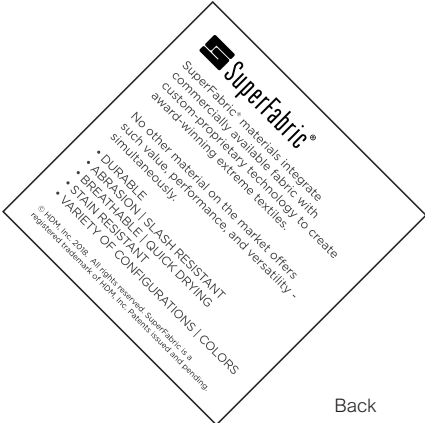 SuperFabric®
SuperFabric® materials integrate
commercially available fabric with
custom-proprietary technology to create
award-winning extreme textiles.
No other material on the market offers
such value, performance, and versatility -
simultaneously.
• DURABLE
• ABRASION | SLASH RESISTANT
• BREATHABLE | QUICK DRYING
• STAIN RESISTANT
• VARIETY OF CONFIGURATIONS | COLORS
© HDM, Inc. 2018. All rights reserved. SuperFabric is a
registered trademark of HDM, Inc. Patents issued and pending.
Back